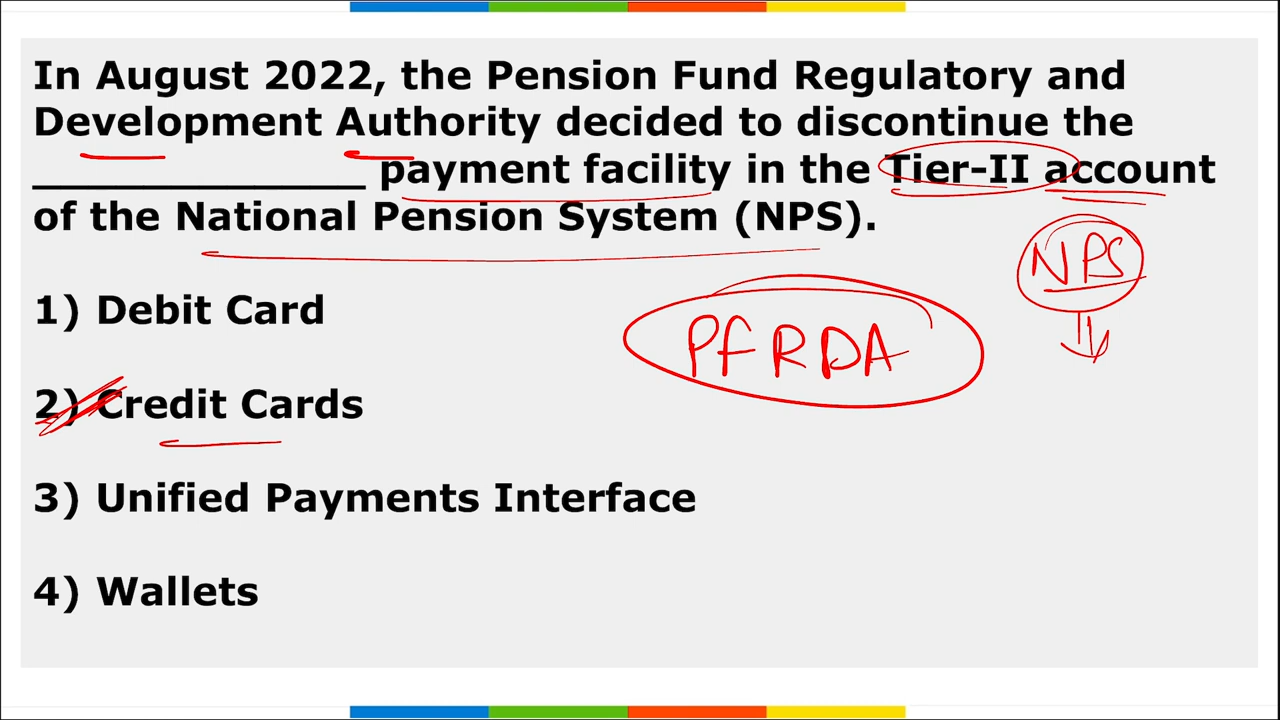 In August 2022, the Pension Fund Regulatory and
Development Authority decided to discontinue the
________________ payment facility in the Tier-II account
of the National Pension System (NPS).
NPS
1) Debit Card
PFRDA
2) Credit Cards
3) Unified Payments Interface
4) Wallets